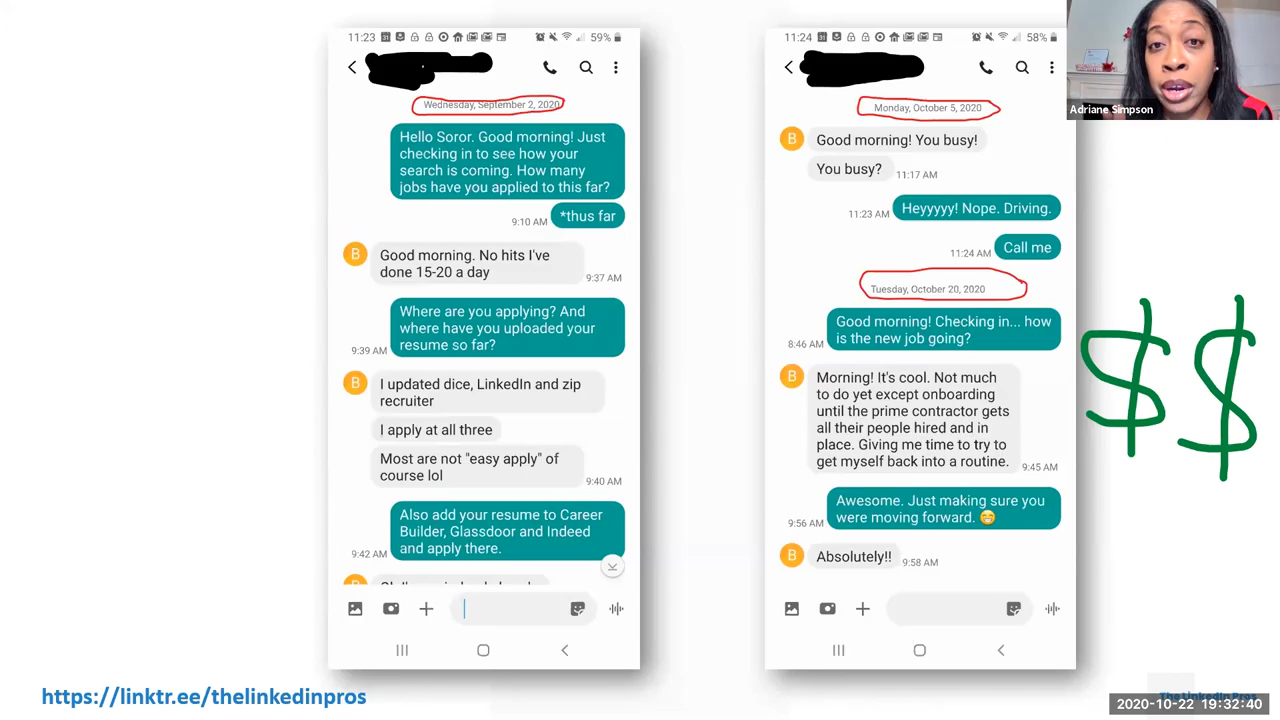 11:23
59%
Wednesday, September 2, 2020
Hello Soror. Good morning! Just
checking in to see how your
search is coming. How many
jobs have you applied to this far?
9:10 AM
*thus far
B
Good morning. No hits I've
done 15-20 a day
9:37 AM
Where are you applying? And
where have you uploaded your
resume so far?
9:39 AM
B
I updated dice, LinkedIn and zip
recruiter
I apply at all three
Most are not "easy apply" of
course lol
9:40 AM
Also add your resume to Career
Builder, Glassdoor and Indeed
and apply there.
9:42 AM
B
11:24
58%
Monday, October 5, 2020
B
Good morning! You busy!
You busy?
11:17 AM
Heyyyyy! Nope. Driving.
11:23 AM
Call me
11:24 AM
Tuesday, October 20, 2020
Good morning! Checking in... how
is the new job going?
8:46 AM
B
Morning! It's cool. Not much
to do yet except onboarding
until the prime contractor gets
all their people hired and in
place. Giving me time to try to
get myself back into a routine.
9:45 AM
Awesome. Just making sure you
were moving forward. 😁
9:56 AM
B
Absolutely!!
9:58 AM
Adriane Simpson
$$
https://linktr.ee/thelinkedinpros
The LinkedIn Pros
2020-10-22 19:32:40